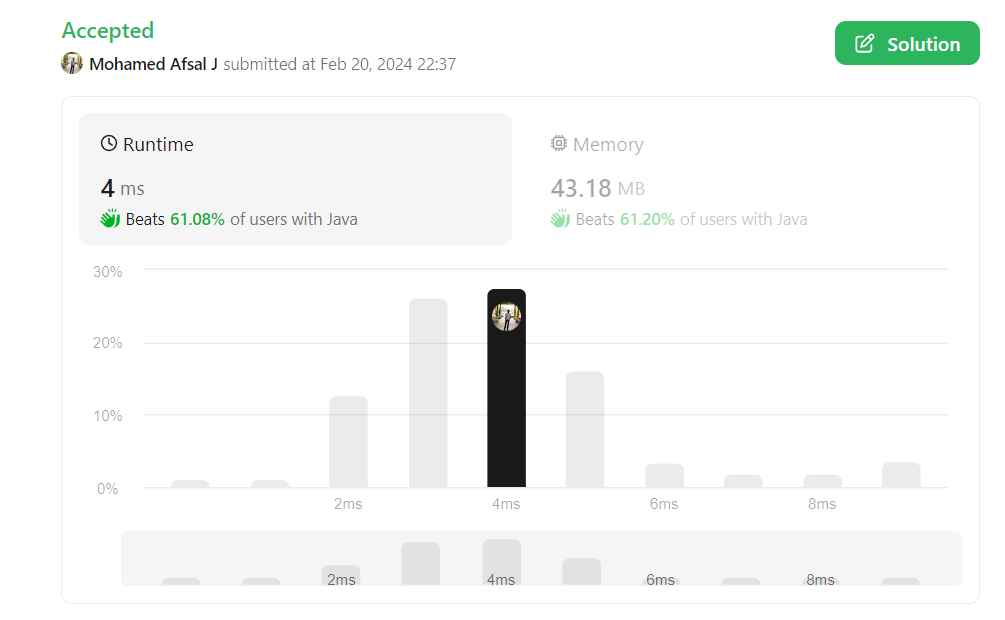 Accepted
Mohamed Afsal J submitted at Feb 20, 2024 22:37
Solution
Runtime
4 ms
Beats 61.08% of users with Java
Memory
43.18 MB
Beats 61.20% of users with Java
30%
20%
10%
0%
2ms 4ms 6ms 8ms
2ms 4ms 6ms 8ms